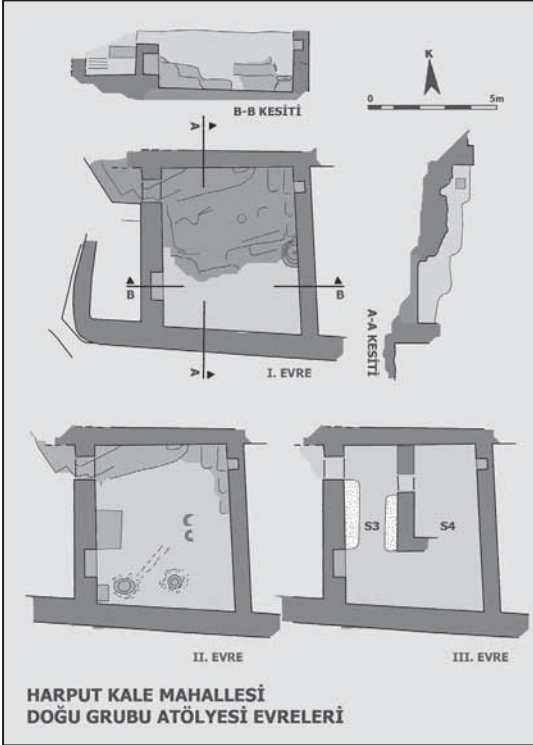 K
0 5m
B-B KESİTİ
A
B B
A-A KESİTİ
A
I. EVRE
S3 S4
II. EVRE III. EVRE
HARPUT KALE MAHALLESİ
DOĞU GRUBU ATÖLYESİ EVRELERİ